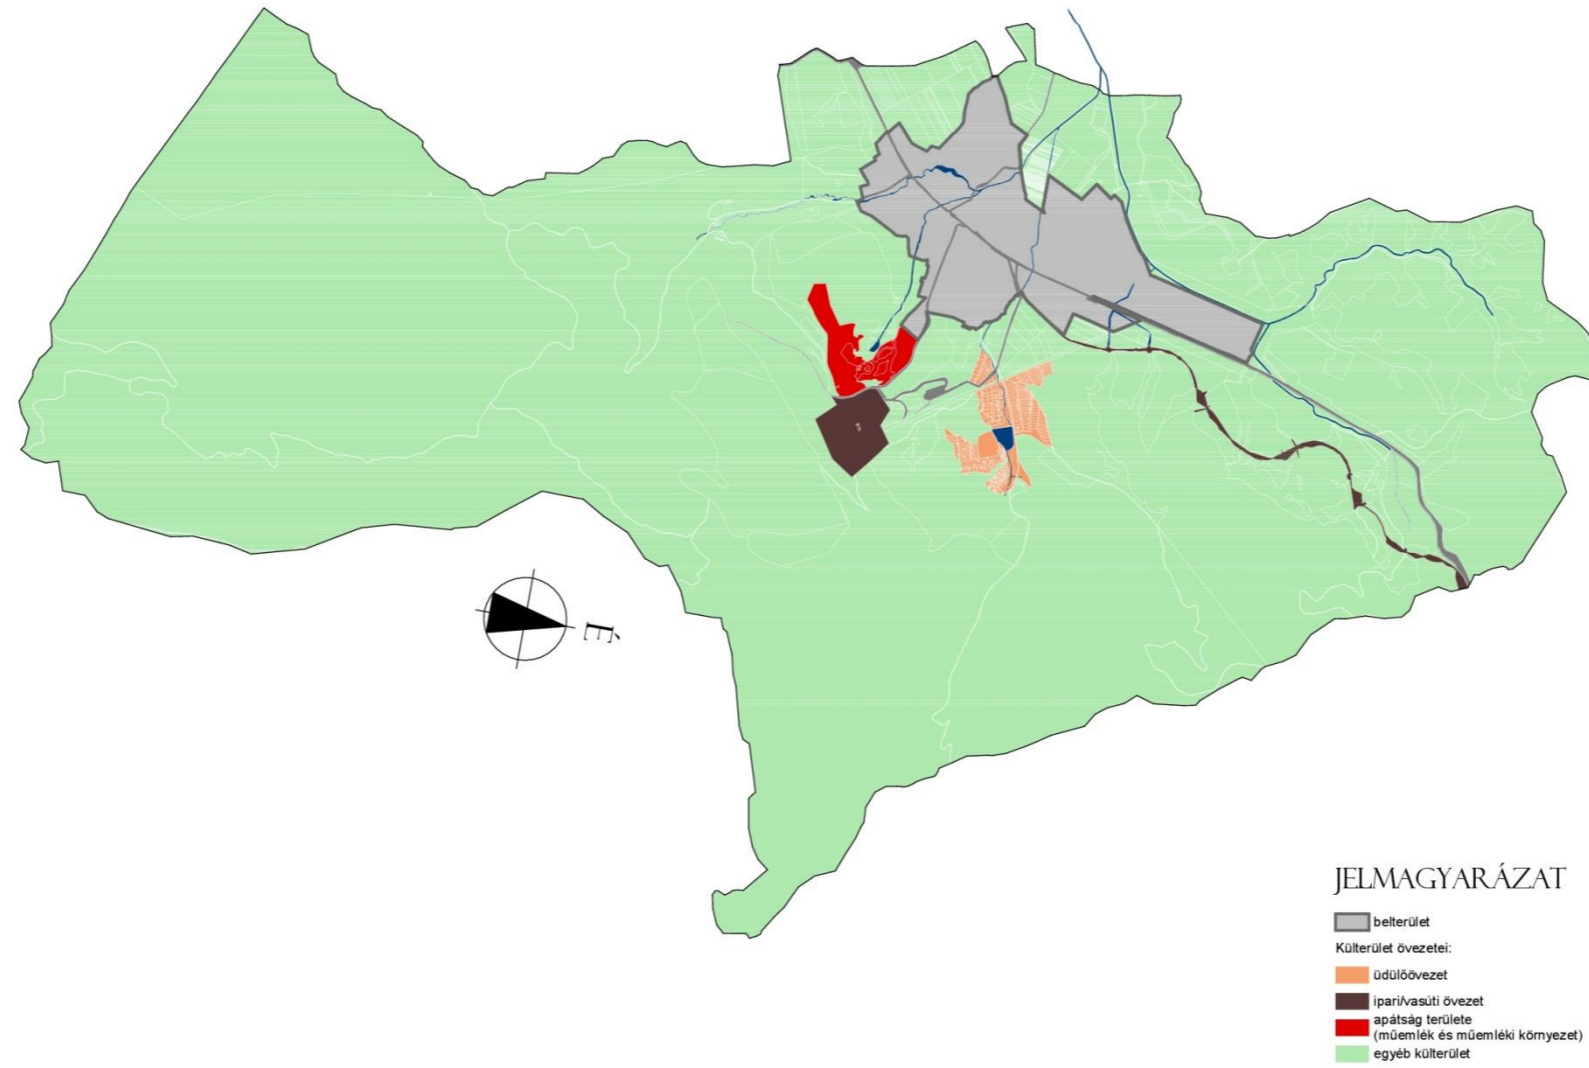 É
JELMAGYARÁZAT
belterület
Külterület övezetei:
üdülőövezet
ipari/vasúti övezet
apátság területe
(műemlék és műemléki környezet)
egyéb külterület